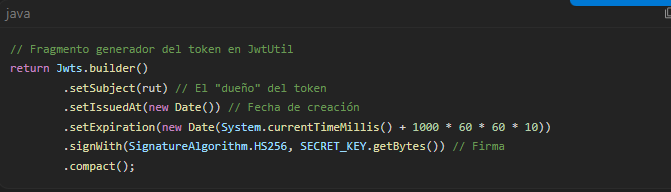 java
// Fragmento generador del token en JwtUtil
return Jwts.builder()
.setSubject(rut) // El "dueño" del token
.setIssuedAt(new Date()) // Fecha de creación
.setExpiration(new Date(System.currentTimeMillis() + 1000 * 60 * 60 * 10))
.signWith(SignatureAlgorithm.HS256, SECRET_KEY.getBytes()) // Firma
.compact();